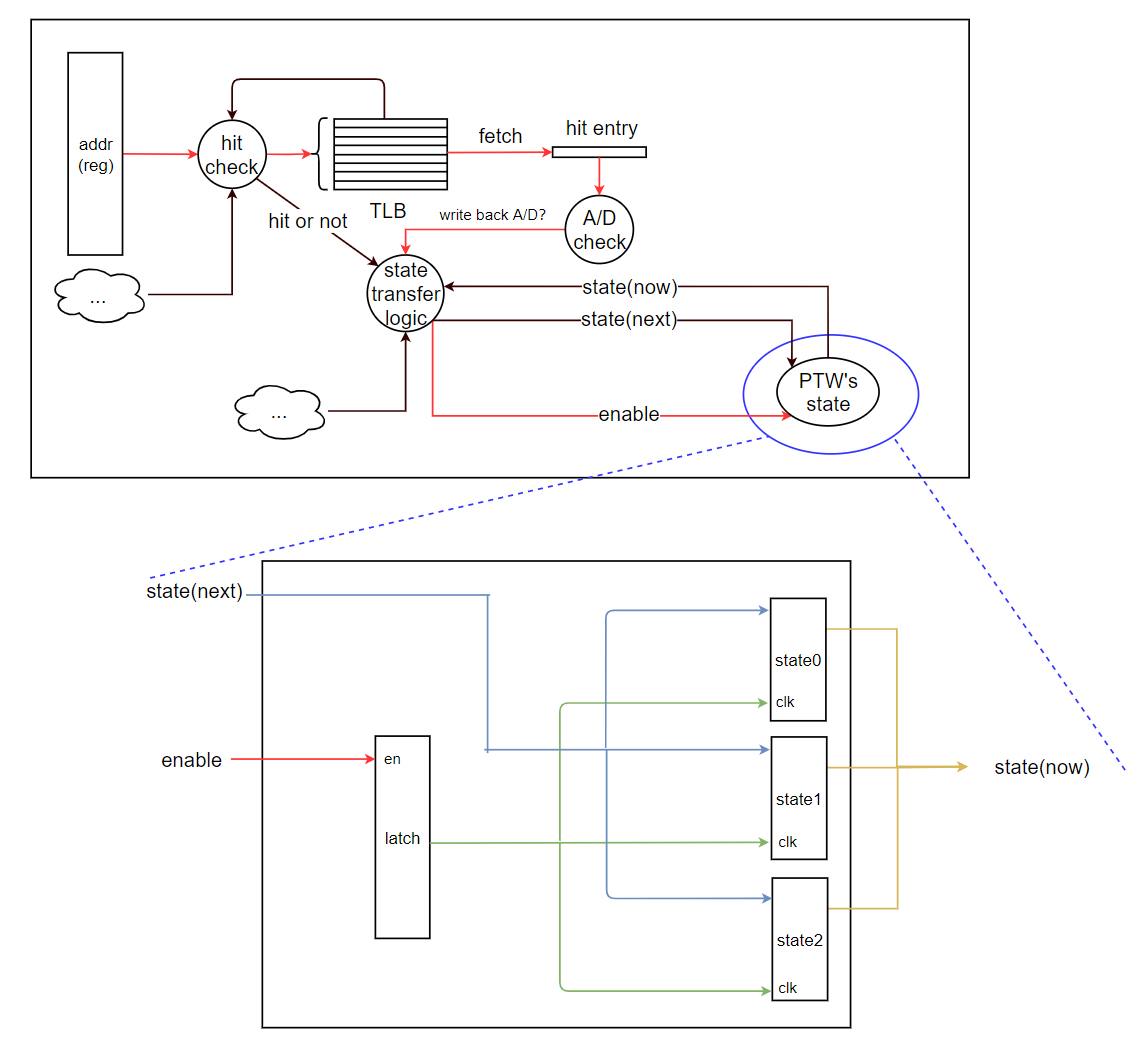 addr
(reg)
hit
check
fetch
hit entry
hit or not
TLB
write back A/D?
A/D
check
...
state
transfer
logic
state(now)
state(next)
PTW's
state
...
enable
state(next)
state0
clk
enable
en
latch
state1
clk
state(now)
state2
clk